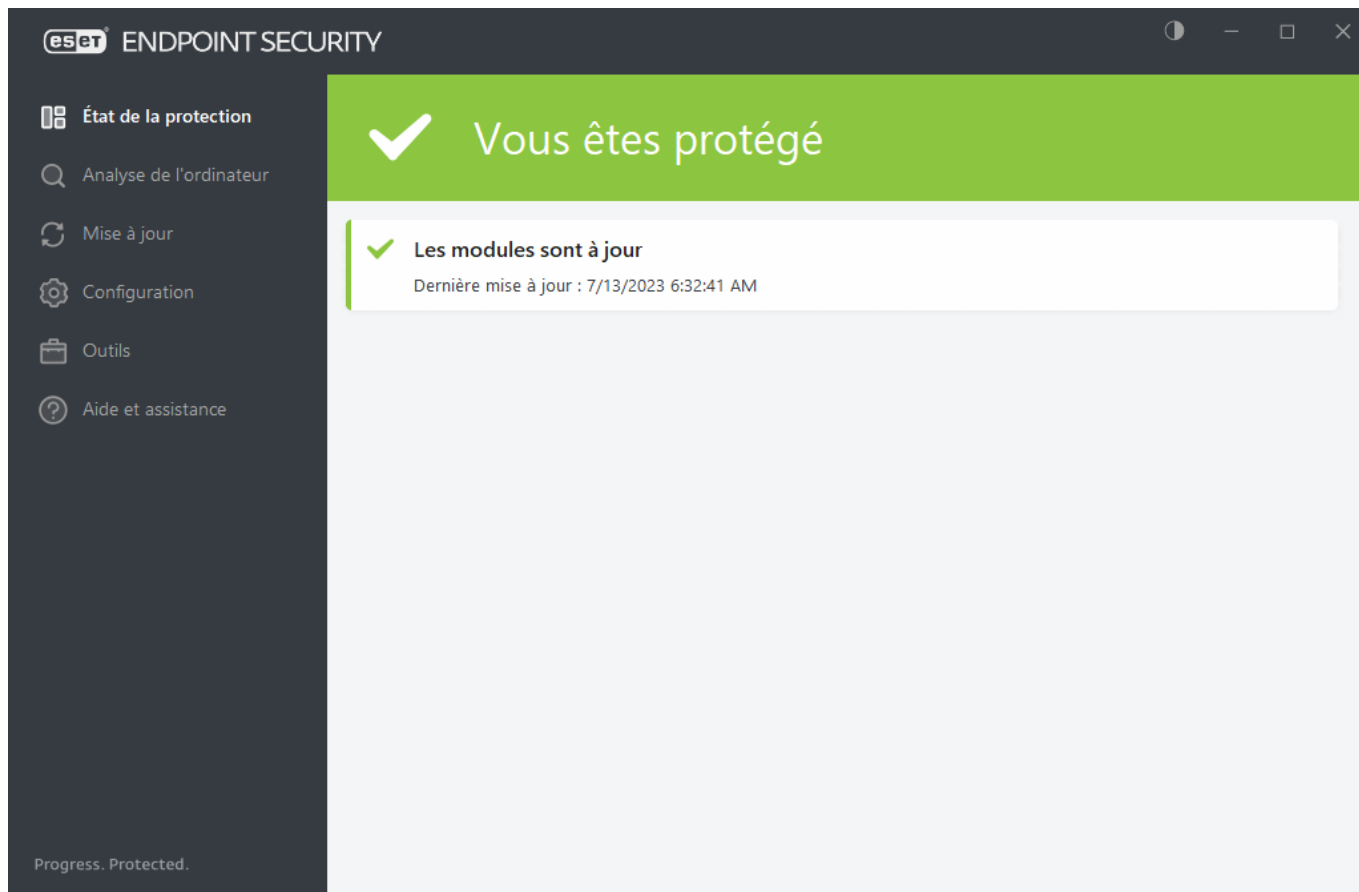 eset ENDPOINT SECURITY
État de la protection
Analyse de l'ordinateur
Mise à jour
Configuration
Outils
Aide et assistance
Progress. Protected.
Vous êtes protégé
Les modules sont à jour
Dernière mise à jour : 7/13/2023 6:32:41 AM